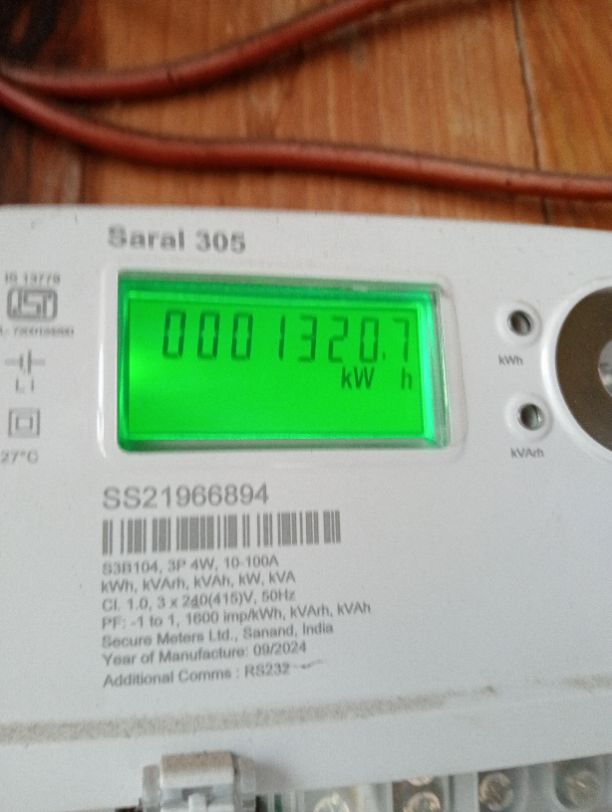 Saral 305
IS 13779
0001320.7
kW h
kWh
kVArh
27°C
SS21966894
S3B104, 3P 4W, 10-100A
kWh, kVArh, kVAh, kW, kVA
Cl. 1.0, 3 x 240(415)V, 50Hz
PF: -1 to 1, 1600 imp/kWh, kVArh, kVAh
Secure Meters Ltd., Sanand, India
Year of Manufacture: 09/2024
Additional Comms : RS232